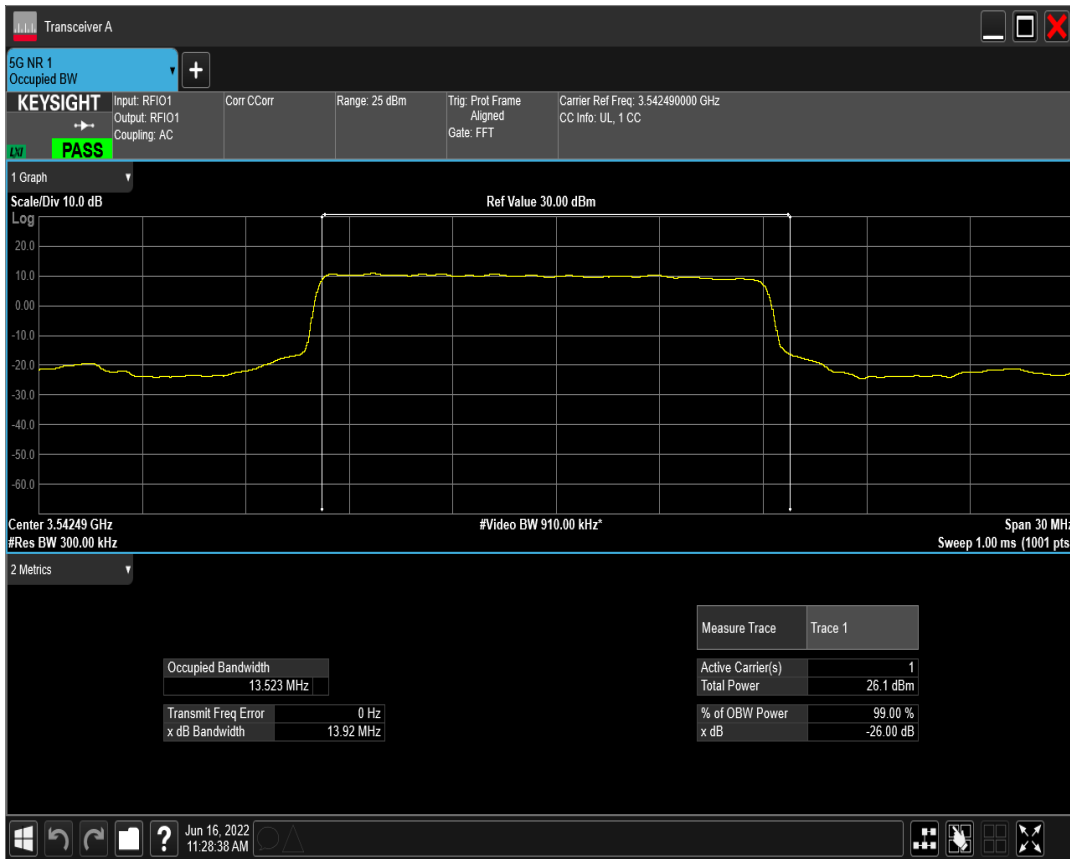 Transceiver A
5G NR 1
Occupied BW
KEYSIGHT
LXI
PASS
Input: RFIO1
Output: RFIO1
Coupling: AC
Corr CCorr
Range: 25 dBm
Trig: Prot Frame
Aligned
Gate: FFT
Carrier Ref Freq: 3.542490000 GHz
CC Info: UL, 1 CC
1 Graph
Scale/Div 10.0 dB
Ref Value 30.00 dBm
Log
20.0
10.0
0.00
-10.0
-20.0
-30.0
-40.0
-50.0
-60.0
Center 3.54249 GHz
#Video BW 910.00 kHz*
Span 30 MHz
#Res BW 300.00 kHz
Sweep 1.00 ms (1001 pts
2 Metrics
Measure Trace Trace 1
Occupied Bandwidth
13.523 MHz
Active Carrier(s) 1
Total Power 26.1 dBm
Transmit Freq Error 0 Hz
x dB Bandwidth 13.92 MHz
% of OBW Power 99.00 %
x dB -26.00 dB
?
Jun 16, 2022
11:28:38 AM